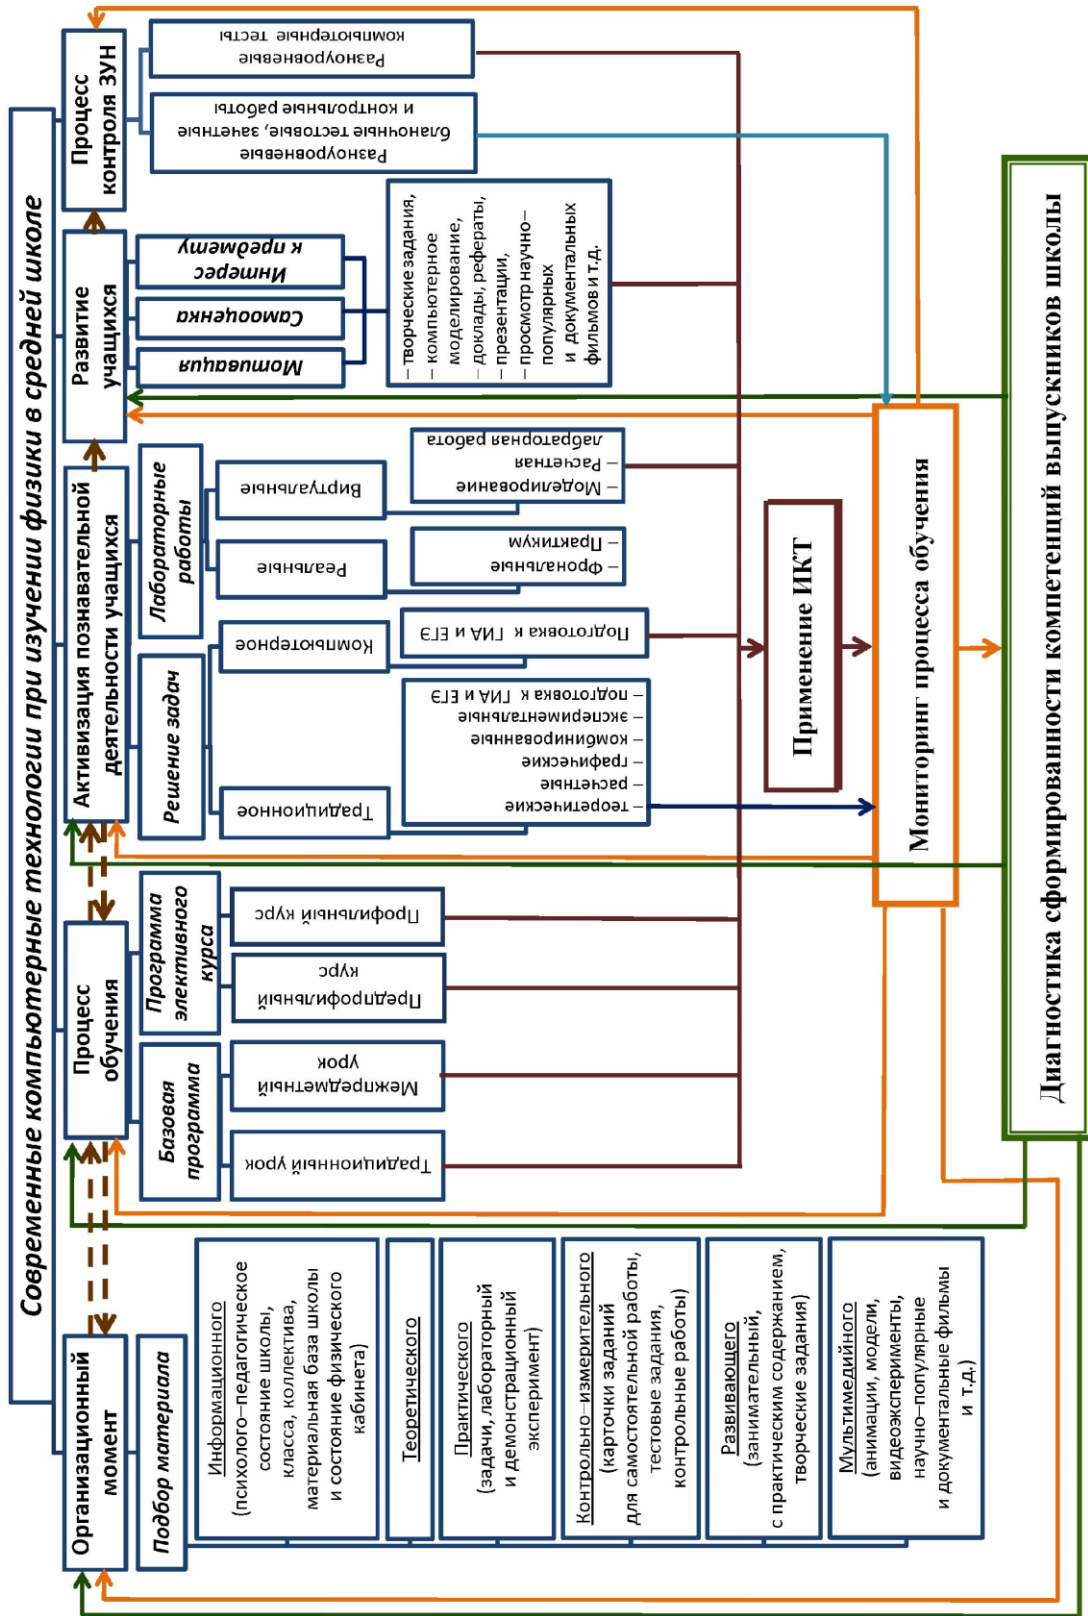 Современные компьютерные технологии при изучении физики в средней школе
Организационный
момент
Подбор материала
Информационного
(психолого–педагогическое
состояние школы,
класса, коллектива,
материальная база школы
и состояние физического
кабинета)
Теоретического
Практического
(задачи, лабораторный
и демонстрационный
эксперимент)
Контрольно–измерительного
(карточки заданий
для самостоятельной работы,
тестовые задания,
контрольные работы)
Развивающего
(занимательный,
с практическим содержанием,
творческие задания)
Мультимедийного
(анимации, модели,
видеоэксперименты,
научно–популярные
и документальные фильмы
и т.д.)
Процесс
обучения
Базовая
программа
Традиционный урок
Межпредметный
урок
Программа
элективного
курса
Предпрофильный
курс
Профильный курс
Активизация познавательной
деятельности учащихся
Решение задач
Традиционное
– теоретические
– расчетные
– графические
– комбинированные
– экспериментальные
– подготовка к ГИА и ЕГЭ
Компьютерное
Подготовка к ГИА и ЕГЭ
Лабораторные
работы
Реальные
– Фрональные
– Практикум
Виртуальные
– Моделирование
– Расчетная
лабораторная работа
Развитие
учащихся
Мотивация
Самооценка
Интерес
к предмету
– творческие задания,
– компьютерное
моделирование,
– доклады, рефераты,
– презентации,
– просмотр научно–
популярных
и документальных
фильмов и т.д.
Процесс
контроля ЗУН
Разноуровневые
бланочные тестовые, зачетные
и контрольные работы
Разноуровневые
компьютерные тесты
Применение ИКТ
Мониторинг процесса обучения
Диагностика сформированности компетенций выпускников школы